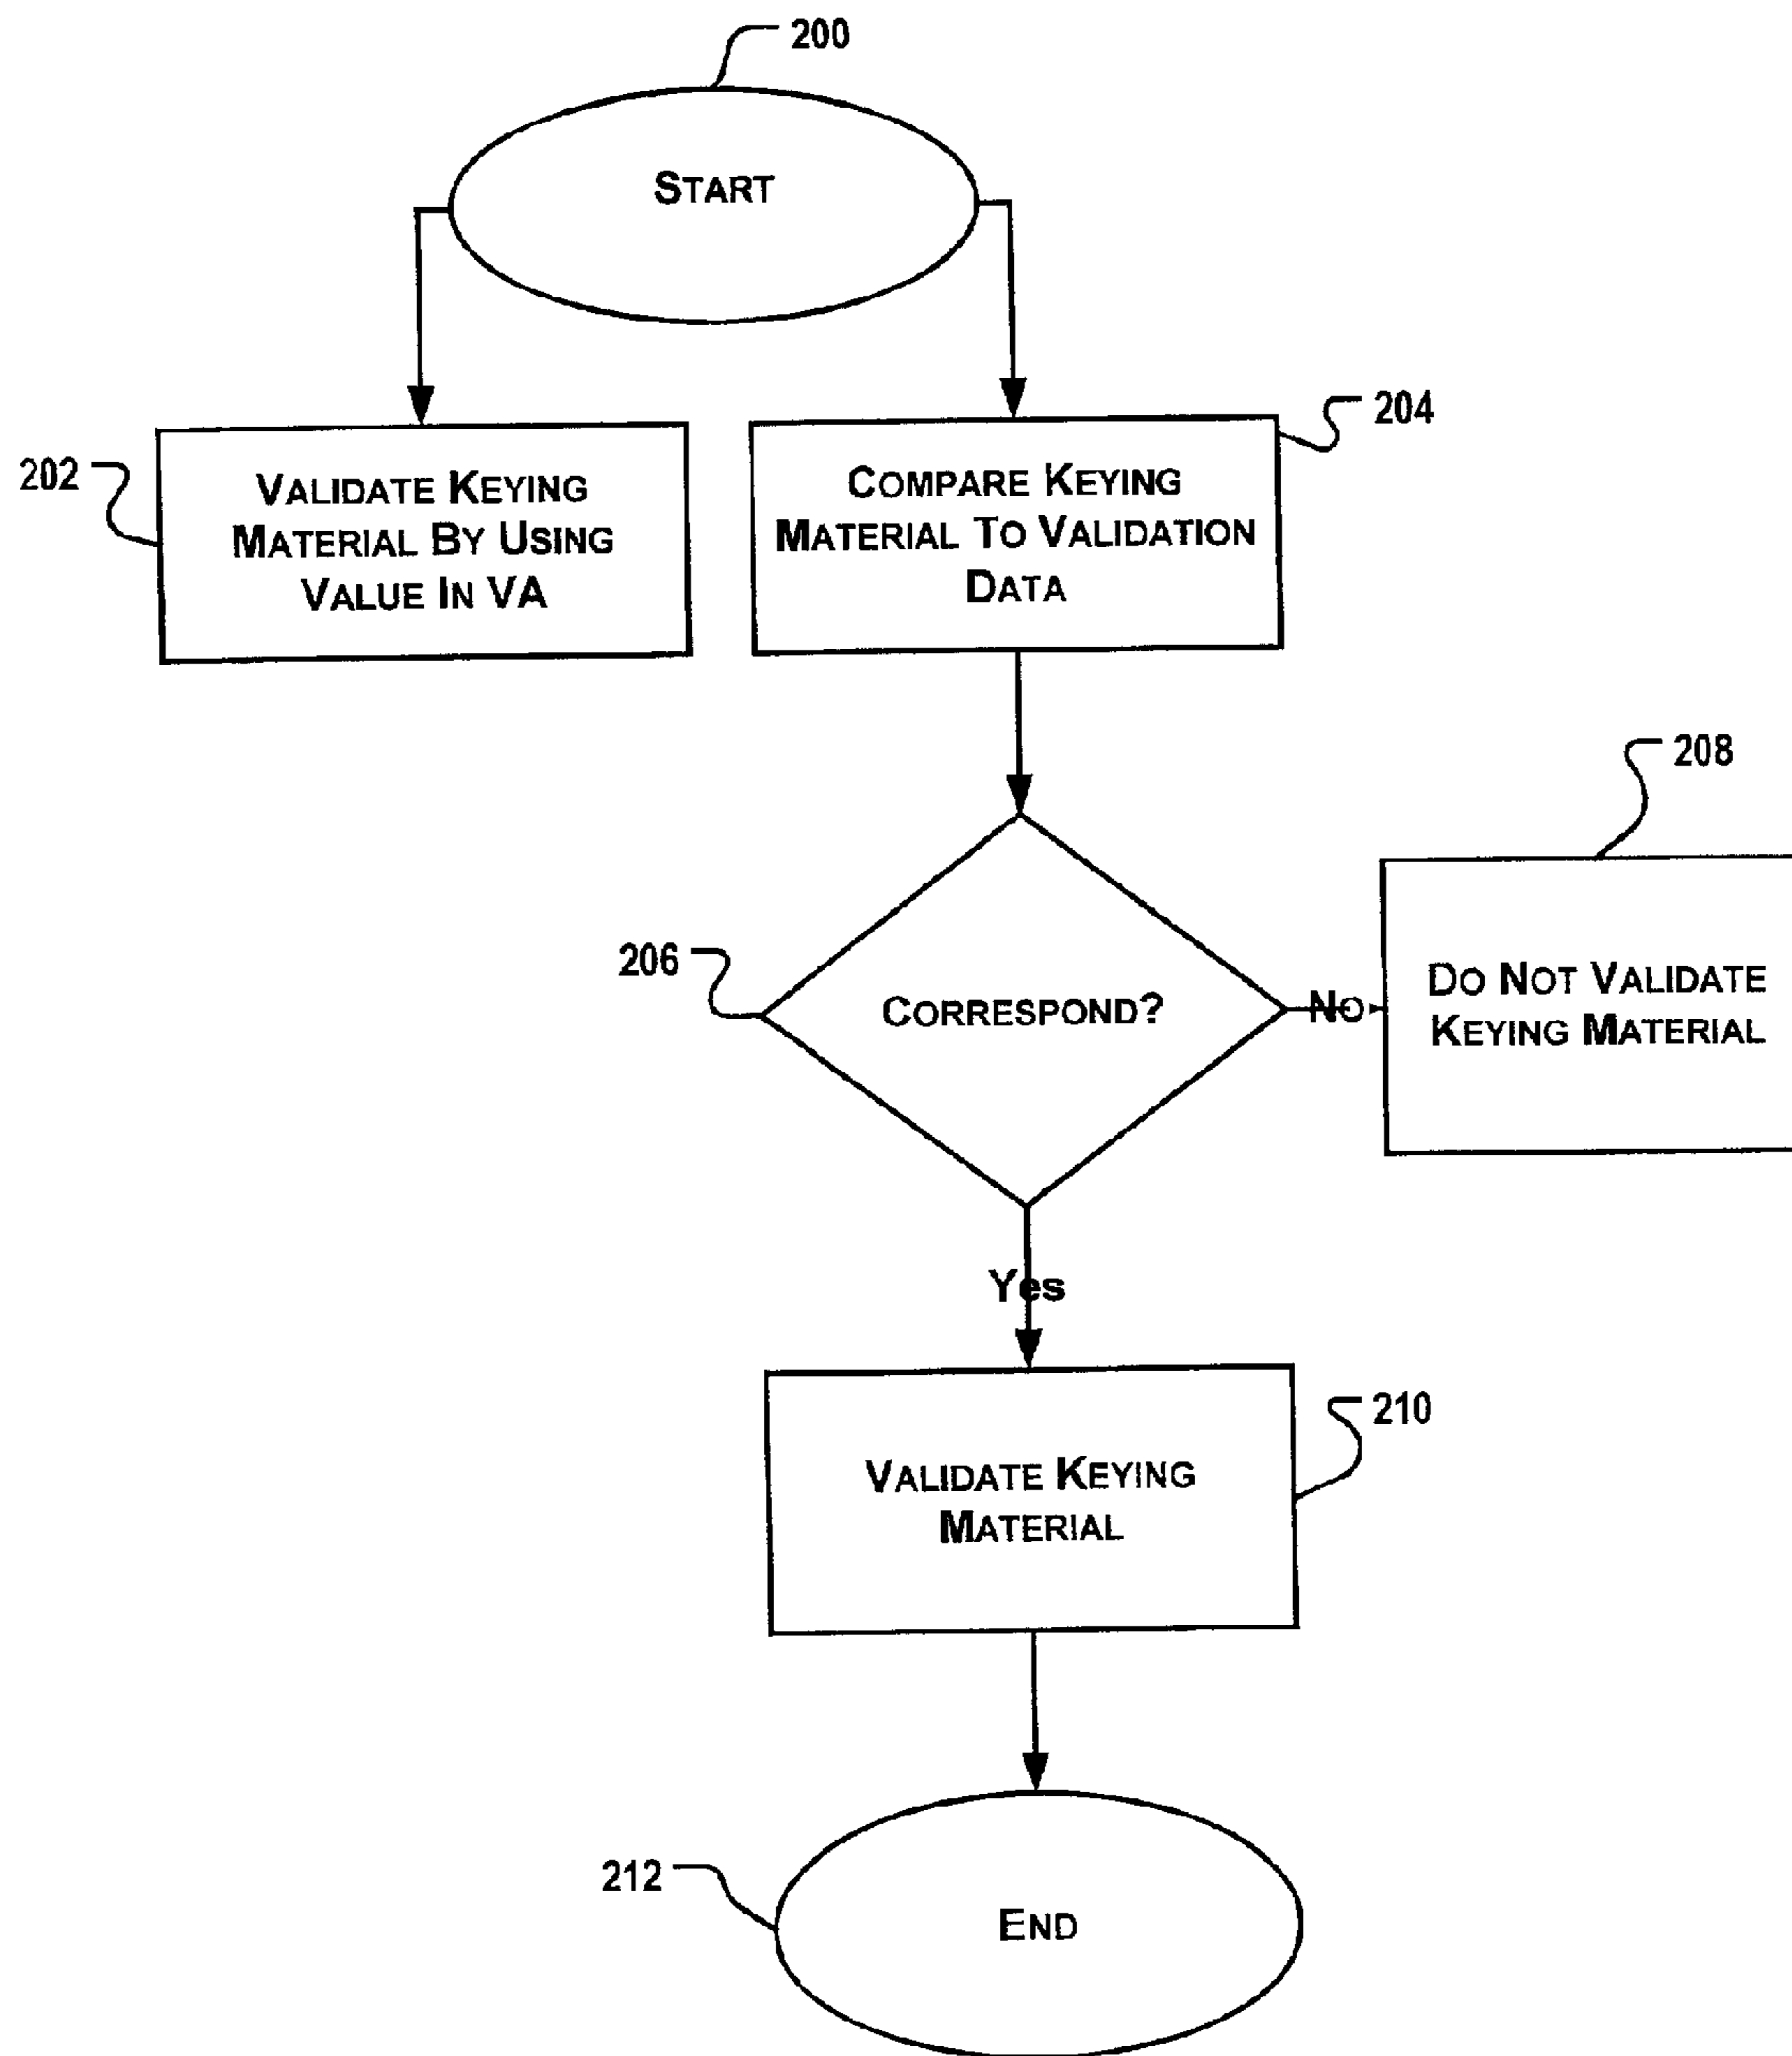 200
START
202
VALIDATE KEYING
MATERIAL BY USING
VALUE IN VA
204
COMPARE KEYING
MATERIAL TO VALIDATION
DATA
206
CORRESPOND?
No
208
DO NOT VALIDATE
KEYING MATERIAL
Yes
210
VALIDATE KEYING
MATERIAL
212
END